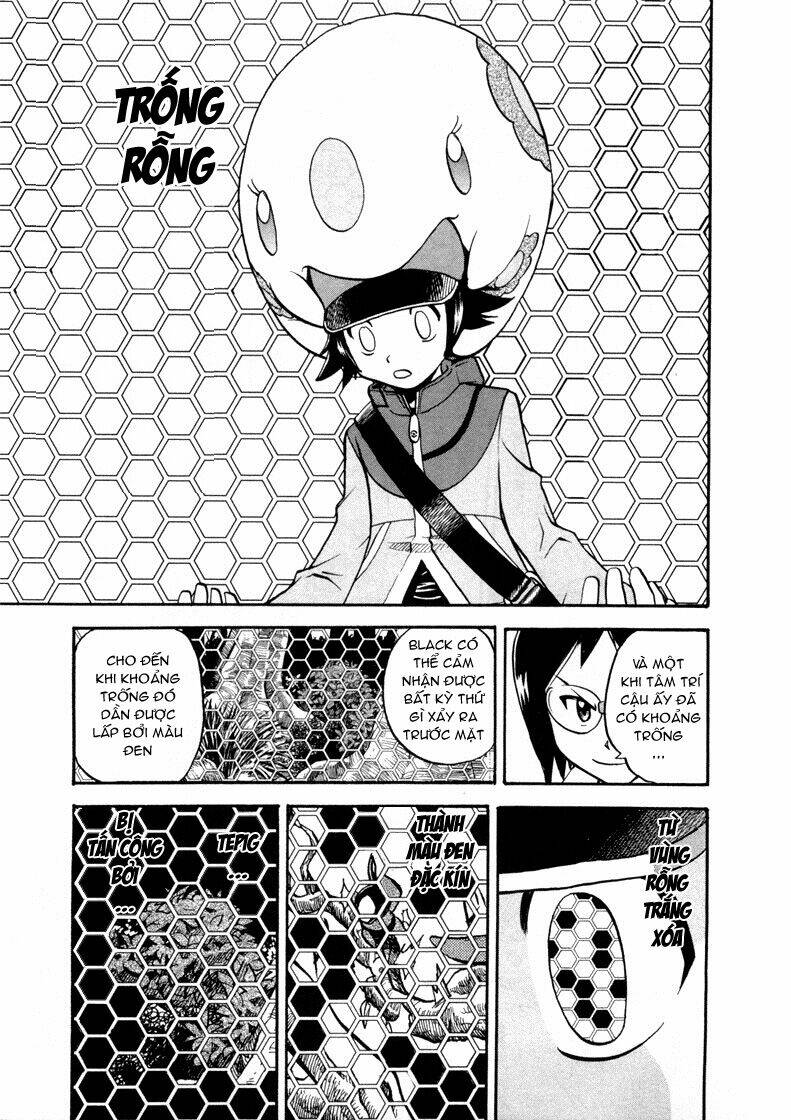 TRỐNG
RỖNG
VÀ MỘT
KHI TÂM TRÍ
CẬU ẤY ĐÃ
CÓ KHOẢNG
TRỐNG
...
BLACK CÓ
THỂ CẢM
NHẬN ĐƯỢC
BẤT KỲ THỨ
GÌ XẢY RA
TRƯỚC MẶT
CHO ĐẾN
KHI KHOẢNG
TRỐNG ĐÓ
DẦN ĐƯỢC
LẤP BỞI MÀU
ĐEN
TỪ
VÙNG
RỖNG
TRẮNG
XÓA
THÀNH
MÀU ĐEN
ĐẶC KÍN
TEPIG
...
BỊ
TẤN CÔNG
BỞI
...